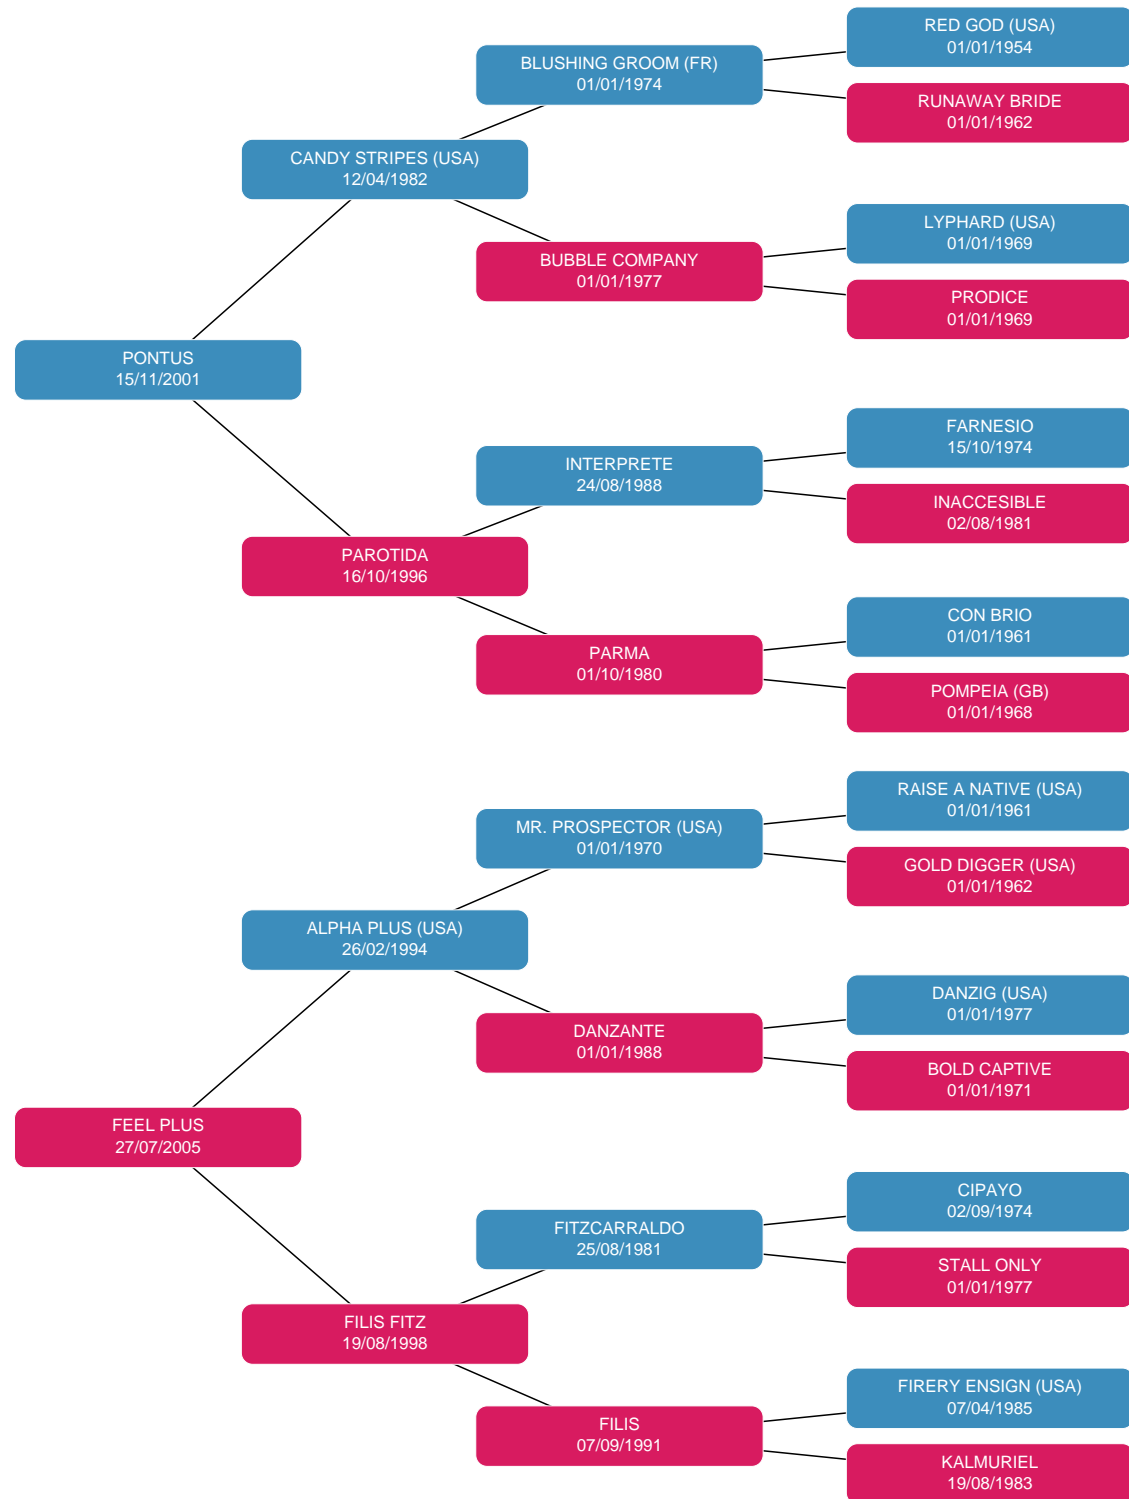 RED GOD (USA)
01/01/1954
BLUSHING GROOM (FR)
01/01/1974
RUNAWAY BRIDE
01/01/1962
CANDY STRIPES (USA)
12/04/1982
LYPHARD (USA)
01/01/1969
BUBBLE COMPANY
01/01/1977
PRODICE
01/01/1969
PONTUS
15/11/2001
FARNESIO
15/10/1974
INTERPRETE
24/08/1988
INACCESIBLE
02/08/1981
PAROTIDA
16/10/1996
CON BRIO
01/01/1961
PARMA
01/10/1980
POMPEIA (GB)
01/01/1968
RAISE A NATIVE (USA)
01/01/1961
MR. PROSPECTOR (USA)
01/01/1970
GOLD DIGGER (USA)
01/01/1962
ALPHA PLUS (USA)
26/02/1994
DANZIG (USA)
01/01/1977
DANZANTE
01/01/1988
BOLD CAPTIVE
01/01/1971
FEEL PLUS
27/07/2005
CIPAYO
02/09/1974
FITZCARRALDO
25/08/1981
STALL ONLY
01/01/1977
FILIS FITZ
19/08/1998
FIRERY ENSIGN (USA)
07/04/1985
FILIS
07/09/1991
KALMURIEL
19/08/1983